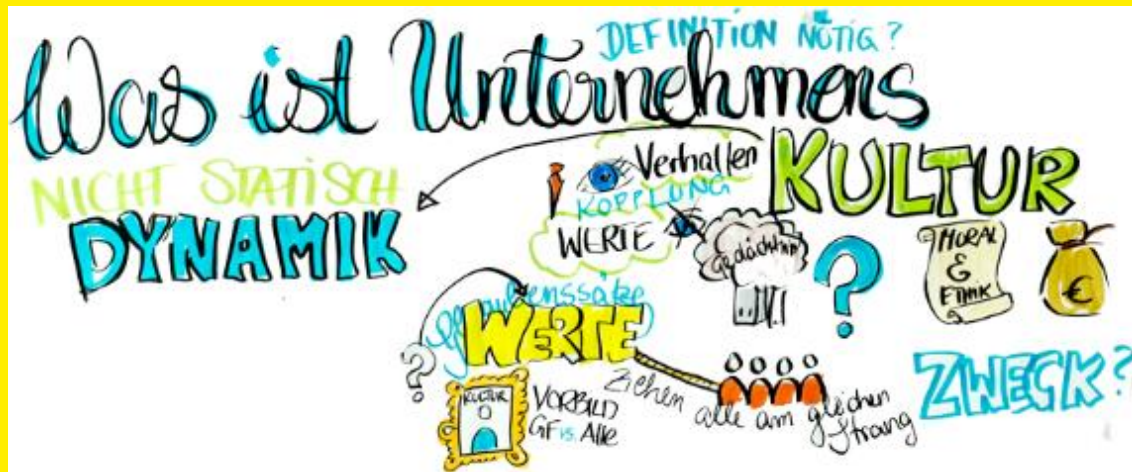 DEFINITION NÖTIG?
Was ist Unternehmens
KULTUR
NICHT STATISCH
DYNAMIK
Verhalten
KOPPLUNG
WERTE
Gedächtnis
?
MORAL
&
ETHIK
€
Glaubenssätze
WERTE
?
ziehen alle am gleichen
Strang
KULTUR
VORBILD
GF vs. Alle
ZWECK?